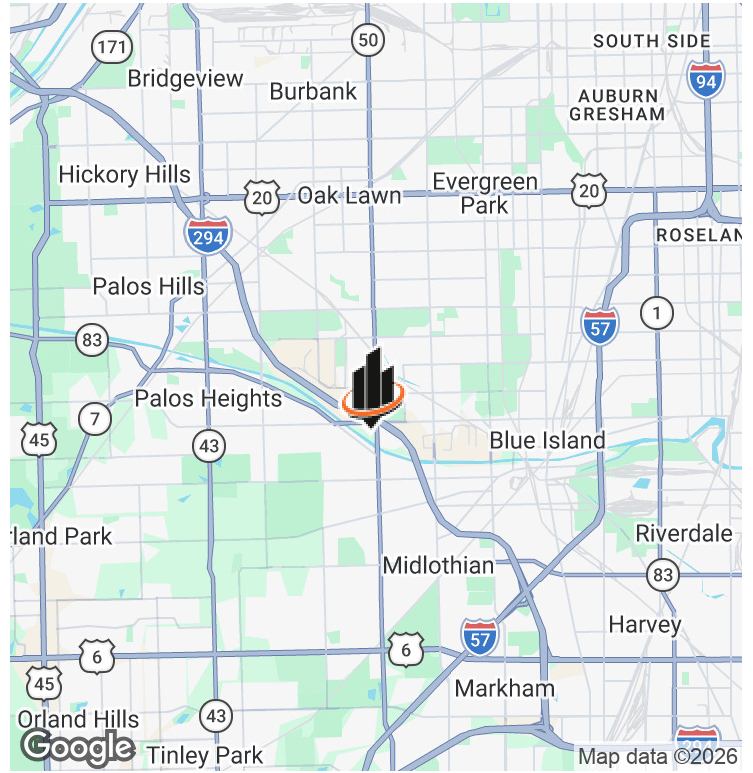 171
50
SOUTH SIDE
Bridgeview
94
Burbank
AUBURN
GRESHAM
Hickory Hills
Evergreen
Park
20
Oak Lawn
20
294
ROSELAN
Palos Hills
1
57
83
Palos Heights
7
45
43
Blue Island
rland Park
Riverdale
Midlothian
83
Harvey
57
6
6
45
Markham
43
Orland Hills
294
Google
Tinley Park
Map data ©2026